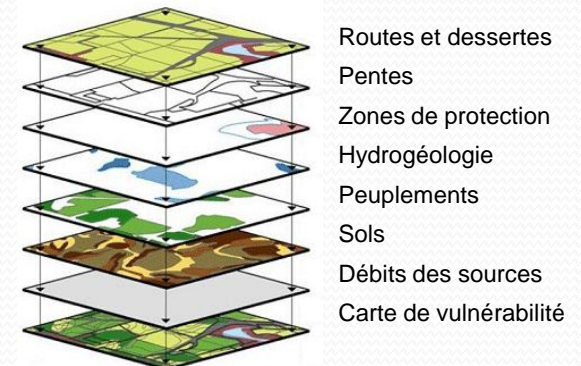 Routes et dessertes
Pentes
Zones de protection
Hydrogéologie
Peuplements
Sols
Débits des sources
Carte de vulnérabilité